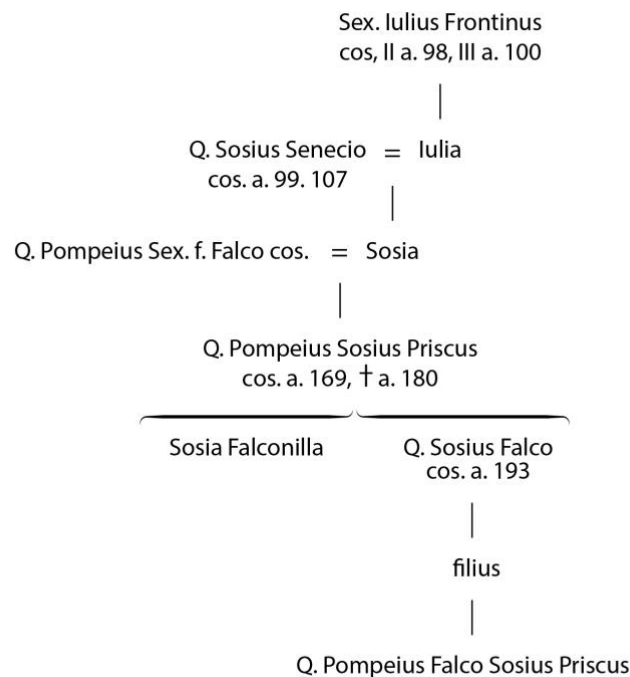 Sex. Iulius Frontinus
cos, II a. 98, III a. 100
Q. Sosius Senecio = Iulia
cos. a. 99. 107
Q. Pompeius Sex. f. Falco cos. = Sosia
Q. Pompeius Sosius Priscus
cos. a. 169, † a. 180
Sosia Falconilla Q. Sosius Falco
cos. a. 193
filius
Q. Pompeius Falco Sosius Priscus